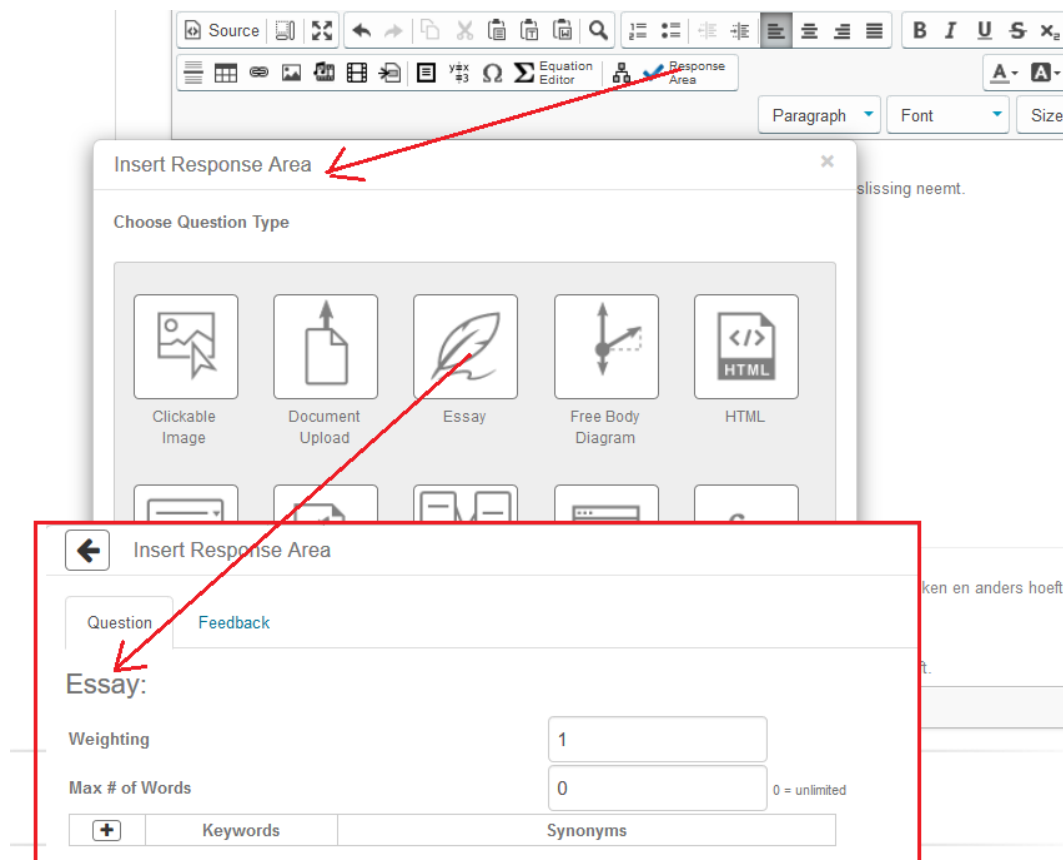 Source
Equation
Editor
Response
Area
B I U S x₂
A A
Paragraph Font Size
Insert Response Area ×
slissing neemt.
Choose Question Type
</>
HTML
Clickable
Image
Document
Upload
Essay
Free Body
Diagram
HTML
Insert Response Area
ken en anders hoeft
Question Feedback
Essay:
Weighting 1
Max # of Words 0 0 = unlimited
+ Keywords Synonyms